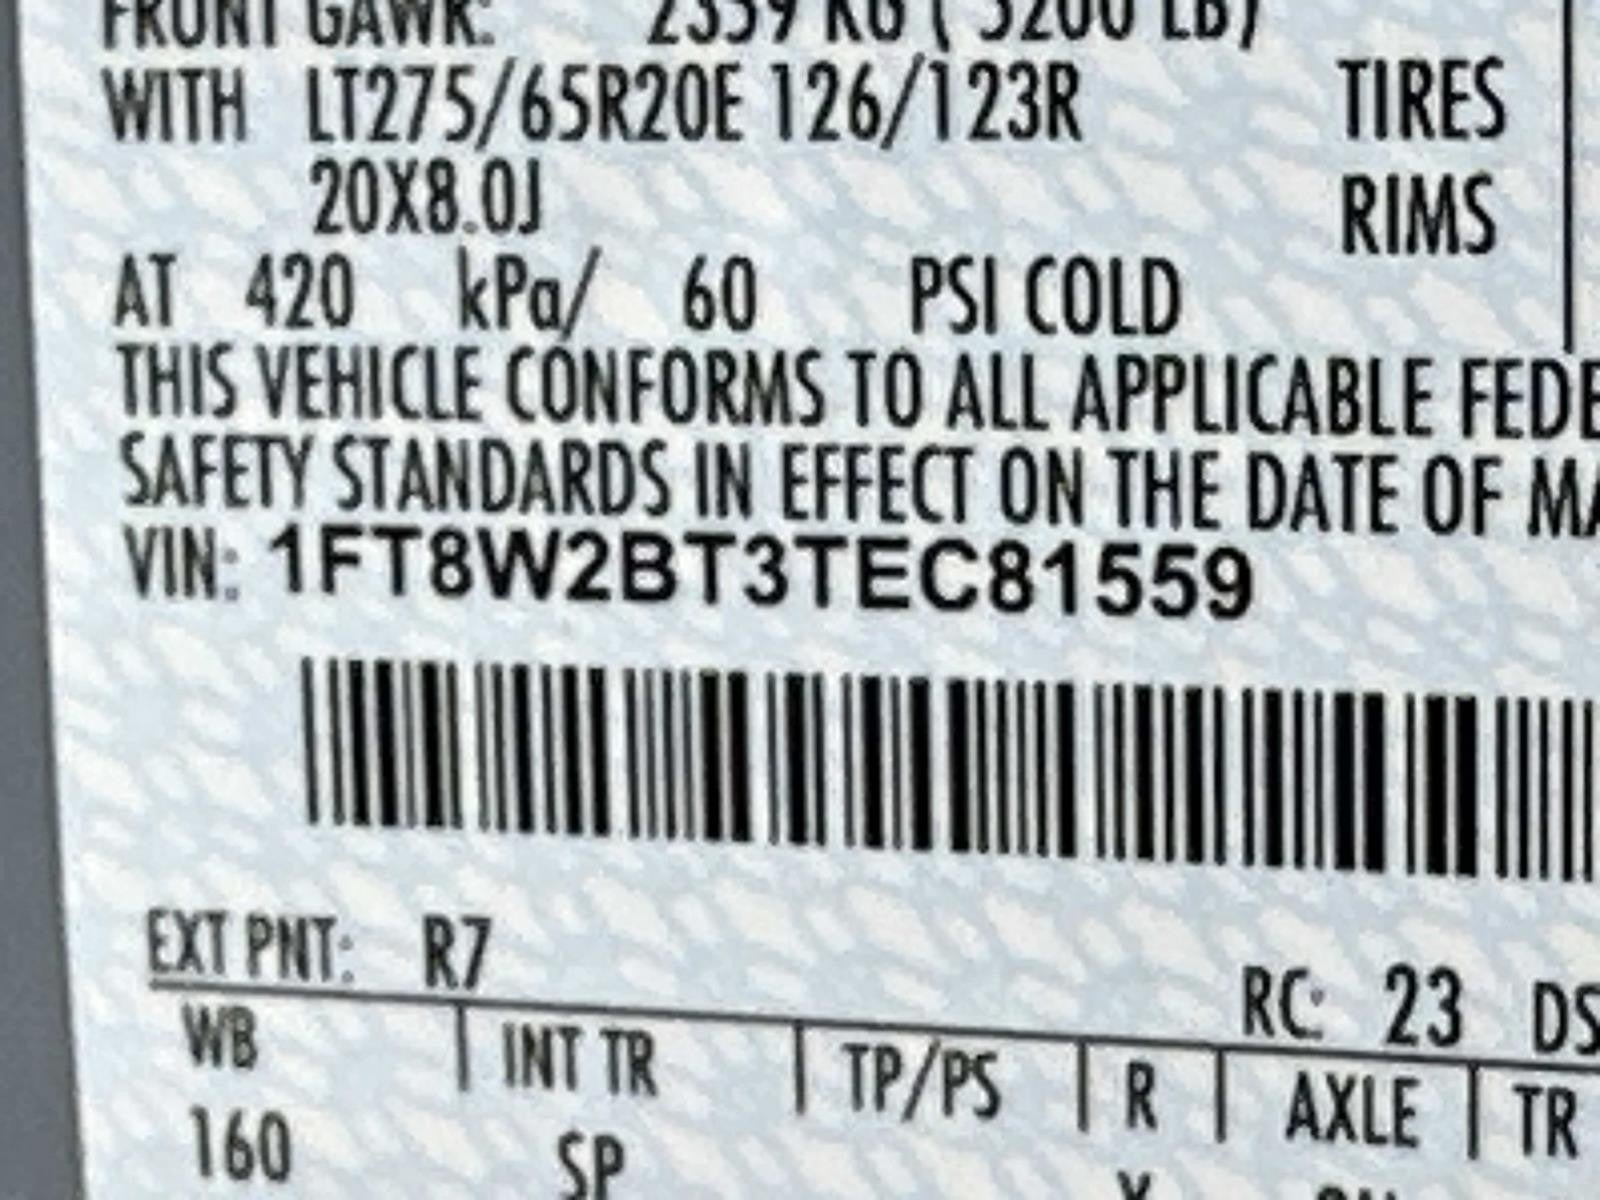 FRONT GAWR: 2359 KG ( 5200 LB)
WITH LT275/65R20E 126/123R TIRES
20X8.0J RIMS
AT 420 kPa/ 60 PSI COLD
THIS VEHICLE CONFORMS TO ALL APPLICABLE FEDE
SAFETY STANDARDS IN EFFECT ON THE DATE OF MA
VIN: 1FT8W2BT3TEC81559
EXT PNT: R7 RC: 23 DS
WB INT TR TP/PS R AXLE TR
160 SP